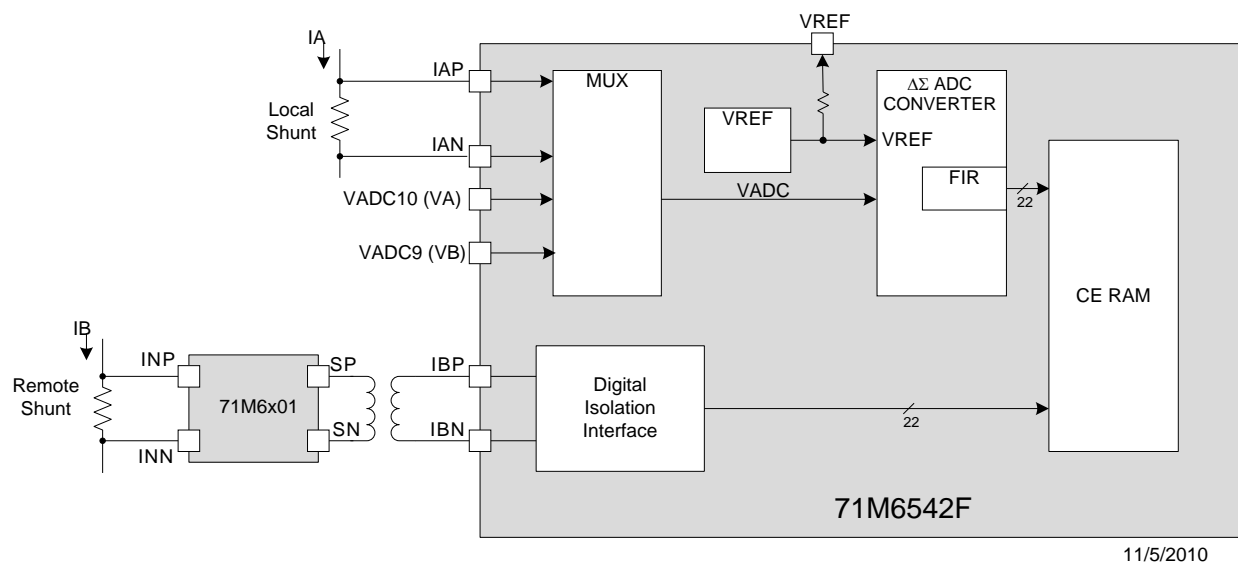 VREF
IA
IAP
MUX
ΔΣ ADC
CONVERTER
Local
Shunt
VREF
VREF
IAN
FIR
VADC10 (VA)
VADC
22
VADC9 (VB)
CE RAM
IB
INP
SP
IBP
Remote
Shunt
71M6x01
Digital
Isolation
Interface
22
SN
IBN
INN
71M6542F
11/5/2010